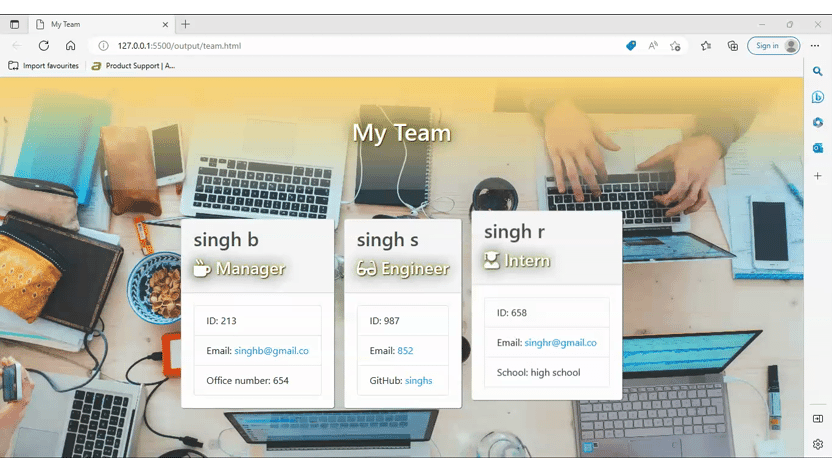 My Team
127.0.0.1:5500/output/team.html
Sign in
Import favourites
Product Support | A...
My Team
singh b
Manager
ID: 213
Email: singhb@gmail.co
Office number: 654
singh s
Engineer
ID: 987
Email: 852
GitHub: singhs
singh r
Intern
ID: 658
Email: singhr@gmail.co
School: high school